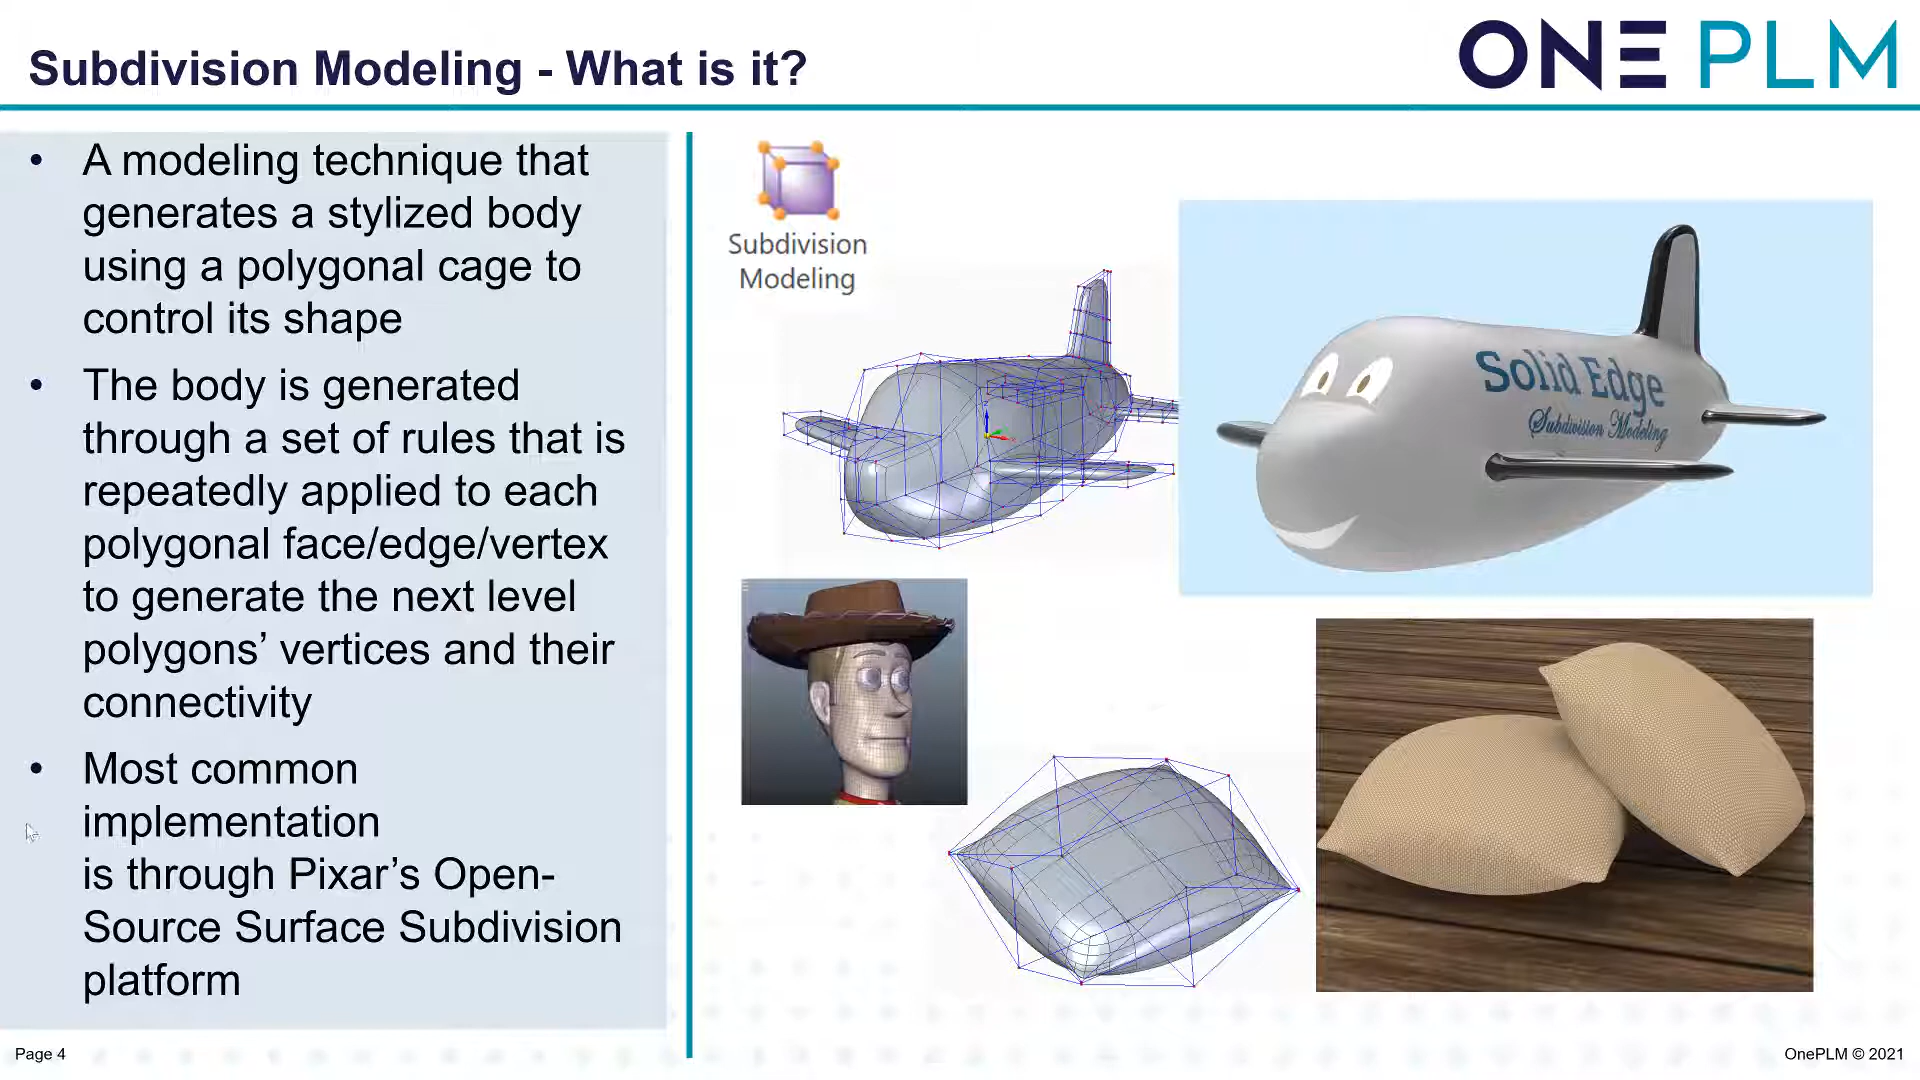 Subdivision Modeling - What is it?
ONE PLM
• A modeling technique that
generates a stylized body
using a polygonal cage to
control its shape
• The body is generated
through a set of rules that is
repeatedly applied to each
polygonal face/edge/vertex
to generate the next level
polygons’ vertices and their
connectivity
• Most common
implementation
is through Pixar’s Open-
Source Surface Subdivision
platform
Subdivision
Modeling
Solid Edge
Subdivision Modeling
Page 4
OnePLM © 2021